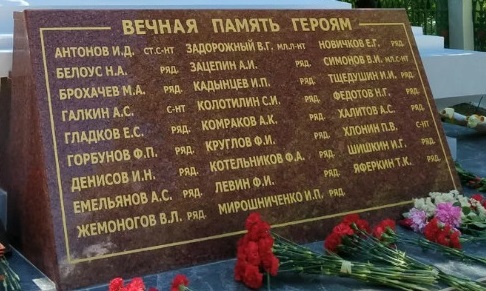 ВЕЧНАЯ ПАМЯТЬ ГЕРОЯМ
АНТОНОВ И.Д. СТ.С-НТ
БЕЛОУС Н.А. РЯД.
БРОХАЧЕВ М.А. РЯД.
ГАЛКИН А.С. С-НТ
ГЛАДКОВ Е.С. РЯД.
ГОРБУНОВ Ф.П. РЯД.
ДЕНИСОВ И.Н. РЯД.
ЕМЕЛЬЯНОВ А.С. РЯД.
ЖЕМОНОГОВ В.Л. РЯД.
ЗАДОРОЖНЫЙ В.Г. МЛ.Л-НТ
ЗАЦЕПИН А.И. РЯД.
КАДЫНЦЕВ И.П. РЯД.
КОЛОТИЛИН С.И. РЯД.
КОМРАКОВ А.К. РЯД.
КРУГЛОВ Ф.И. РЯД.
КОТЕЛЬНИКОВ Ф.А. РЯД.
ЛЕВИН Ф.И. РЯД.
МИРОШНИЧЕНКО И.П. РЯД.
НОВИЧКОВ Е.Г. РЯД.
СИМОНОВ В.И. МЛ.С-НТ
ТЩЕДУШИН И.И. РЯД.
ФЕДОТОВ Н.Г. РЯД.
ХАЛИТОВ А.С. РЯД.
ХЛОНИН П.В. С-НТ
ШИШКИН И.Г. РЯД.
ЯФЕРКИН Т.К. РЯД.